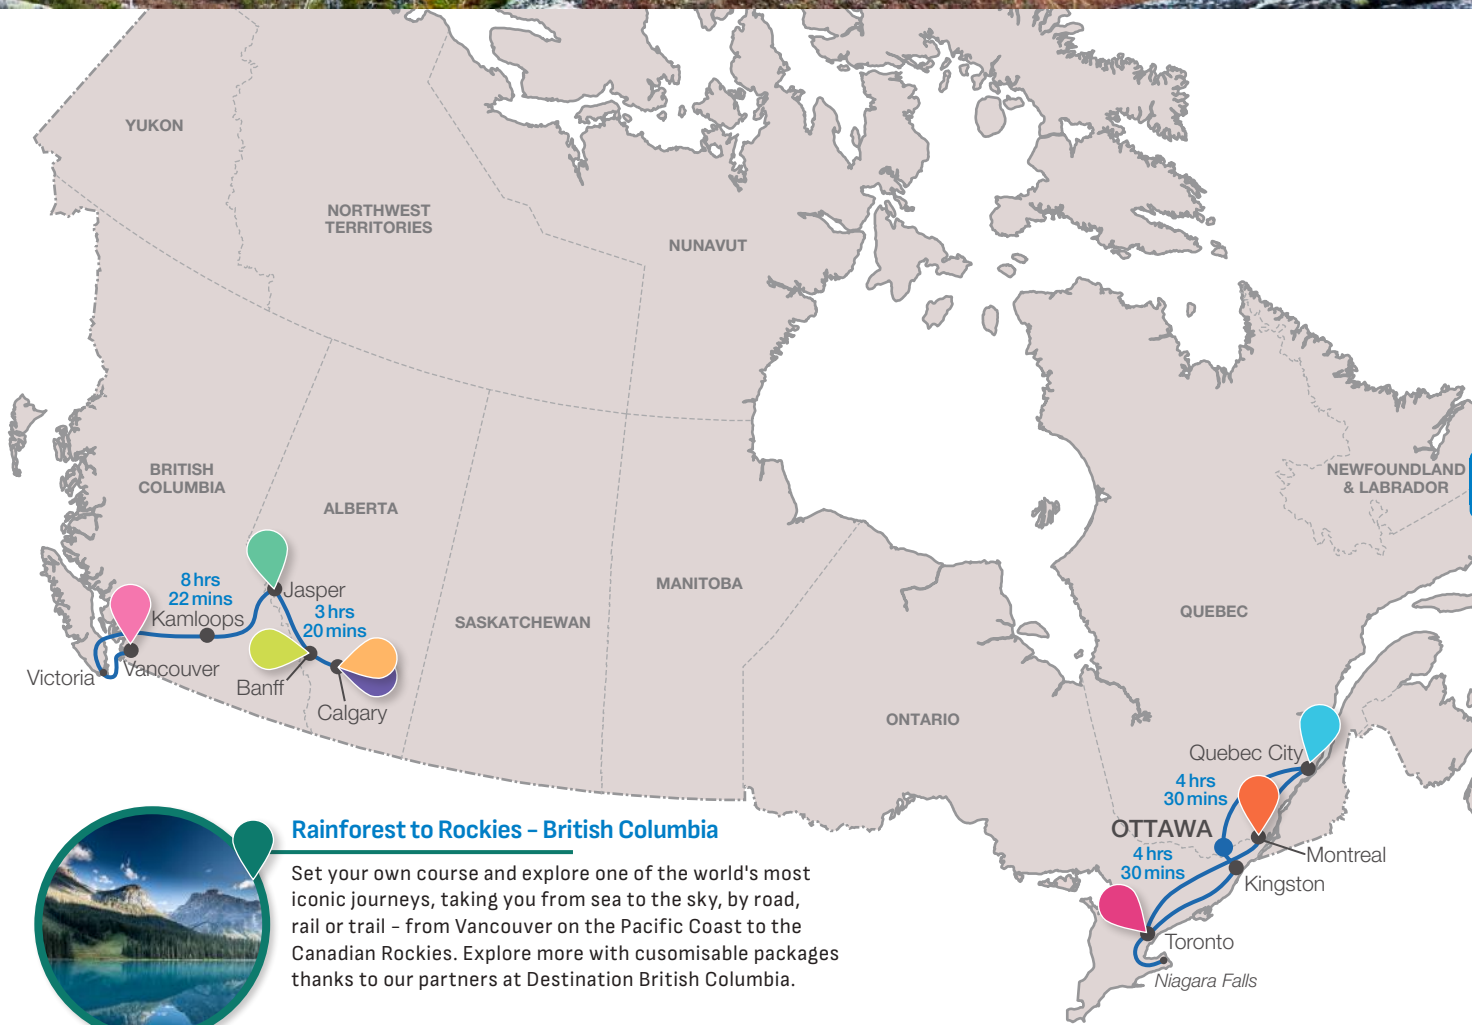 YUKON
NORTHWEST
TERRITORIES
NUNAVUT
BRITISH
COLUMBIA
ALBERTA
NEWFOUNDLAND
& LABRADOR
SASKATCHEWAN
MANITOBA
QUEBEC
ONTARIO
8 hrs
22 mins
Jasper
Kamloops
3 hrs
20 mins
Victoria
Vancouver
Banff
Calgary
Quebec City
4 hrs
30 mins
OTTAWA
4 hrs
30 mins
Montreal
Kingston
Toronto
Niagara Falls
Rainforest to Rockies – British Columbia
Set your own course and explore one of the world's most
iconic journeys, taking you from sea to the sky, by road,
rail or trail – from Vancouver on the Pacific Coast to the
Canadian Rockies. Explore more with cusomisable packages
thanks to our partners at Destination British Columbia.